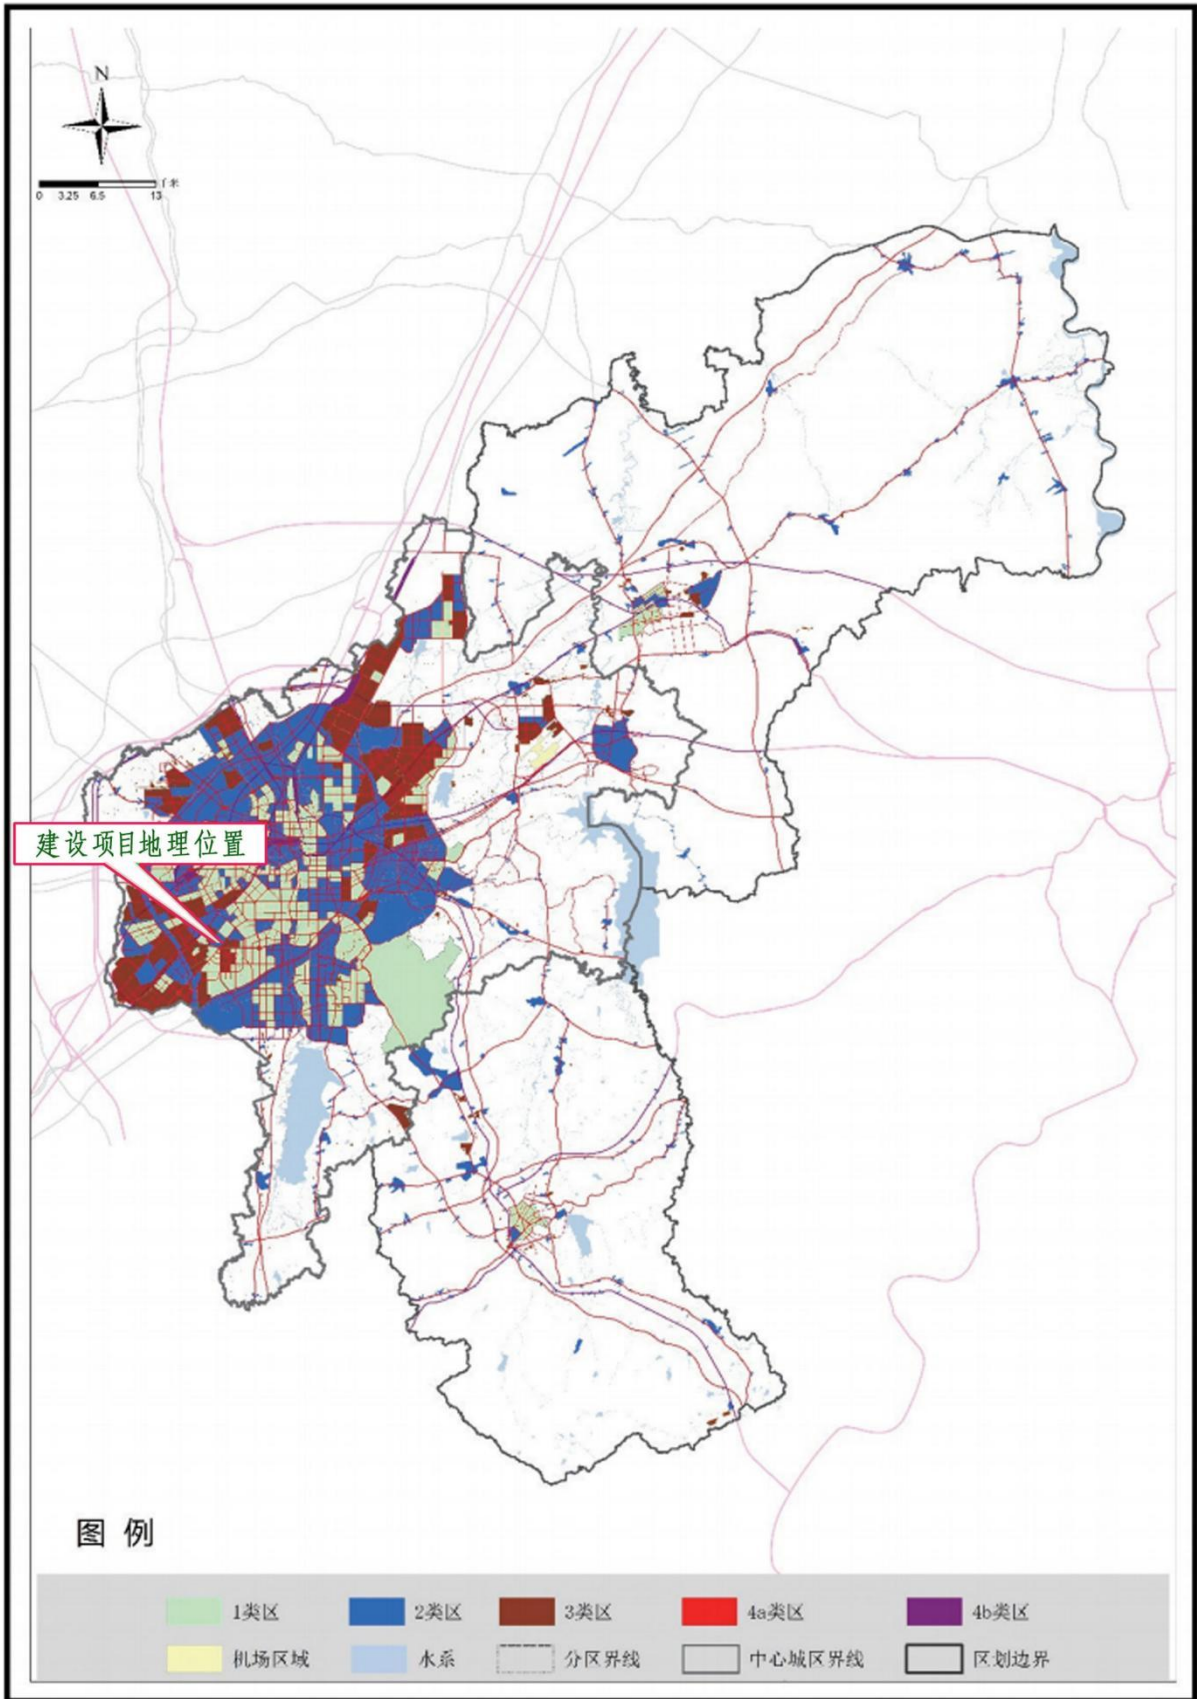 N
千米
0 3.25 6.5 13
建设项目地理位置
图 例
1类区 2类区 3类区 4a类区 4b类区
机场区域 水系 分区界线 中心城区界线 区划边界